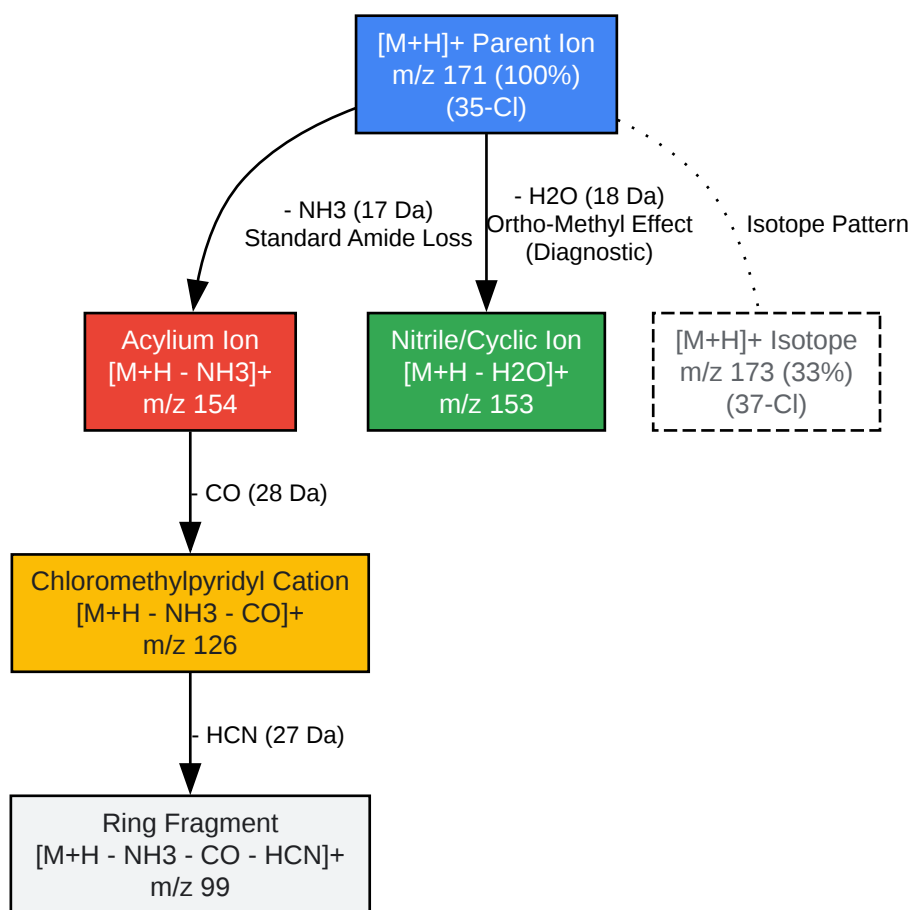 [M+H]+ Parent Ion
m/z 171 (100%)
(35-Cl)
- NH3 (17 Da)
Standard Amide Loss
- H2O (18 Da)
Ortho-Methyl Effect
(Diagnostic)
Isotope Pattern
Acylium Ion
[M+H - NH3]+
m/z 154
Nitrile/Cyclic Ion
[M+H - H2O]+
m/z 153
[M+H]+ Isotope
m/z 173 (33%)
(37-Cl)
- CO (28 Da)
Chloromethylpyridyl Cation
[M+H - NH3 - CO]+
m/z 126
- HCN (27 Da)
Ring Fragment
[M+H - NH3 - CO - HCN]+
m/z 99